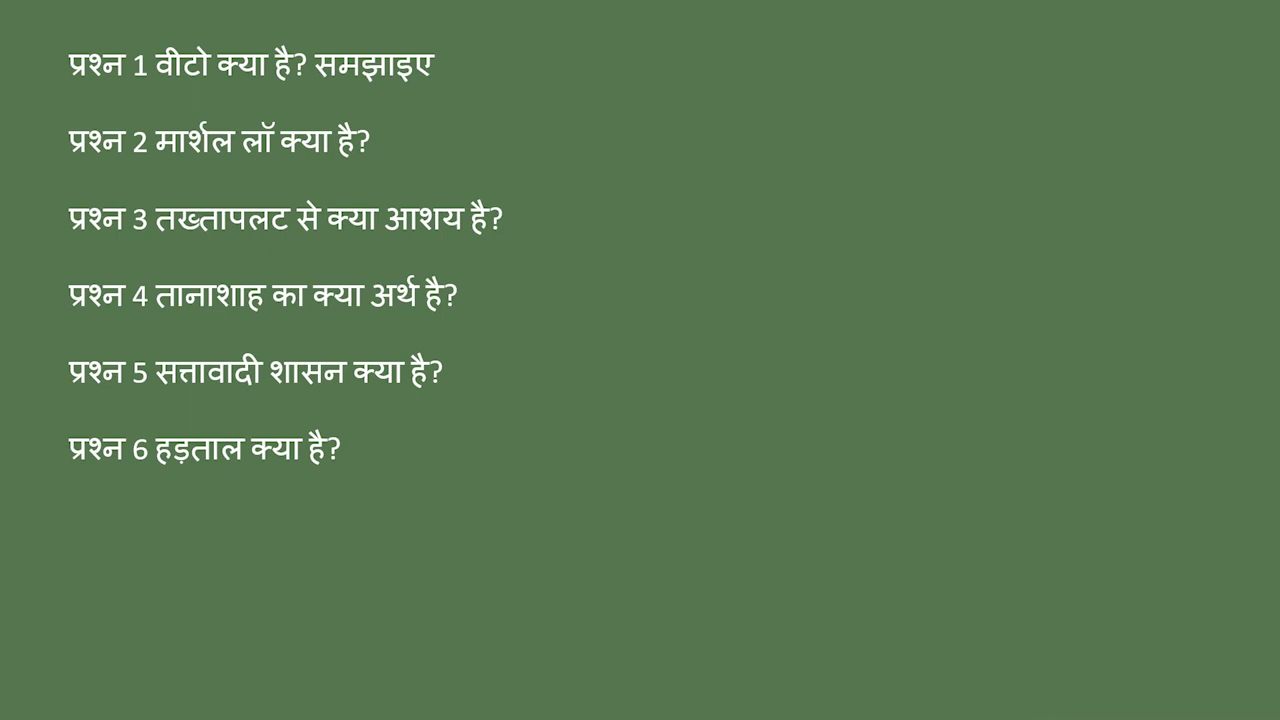 प्रश्न 1 वीटो क्या है? समझाइए
प्रश्न 2 मार्शल लॉ क्या है?
प्रश्न 3 तख्तापलट से क्या आशय है?
प्रश्न 4 तानाशाह का क्या अर्थ है?
प्रश्न 5 सत्तावादी शासन क्या है?
प्रश्न 6 हड़ताल क्या है?